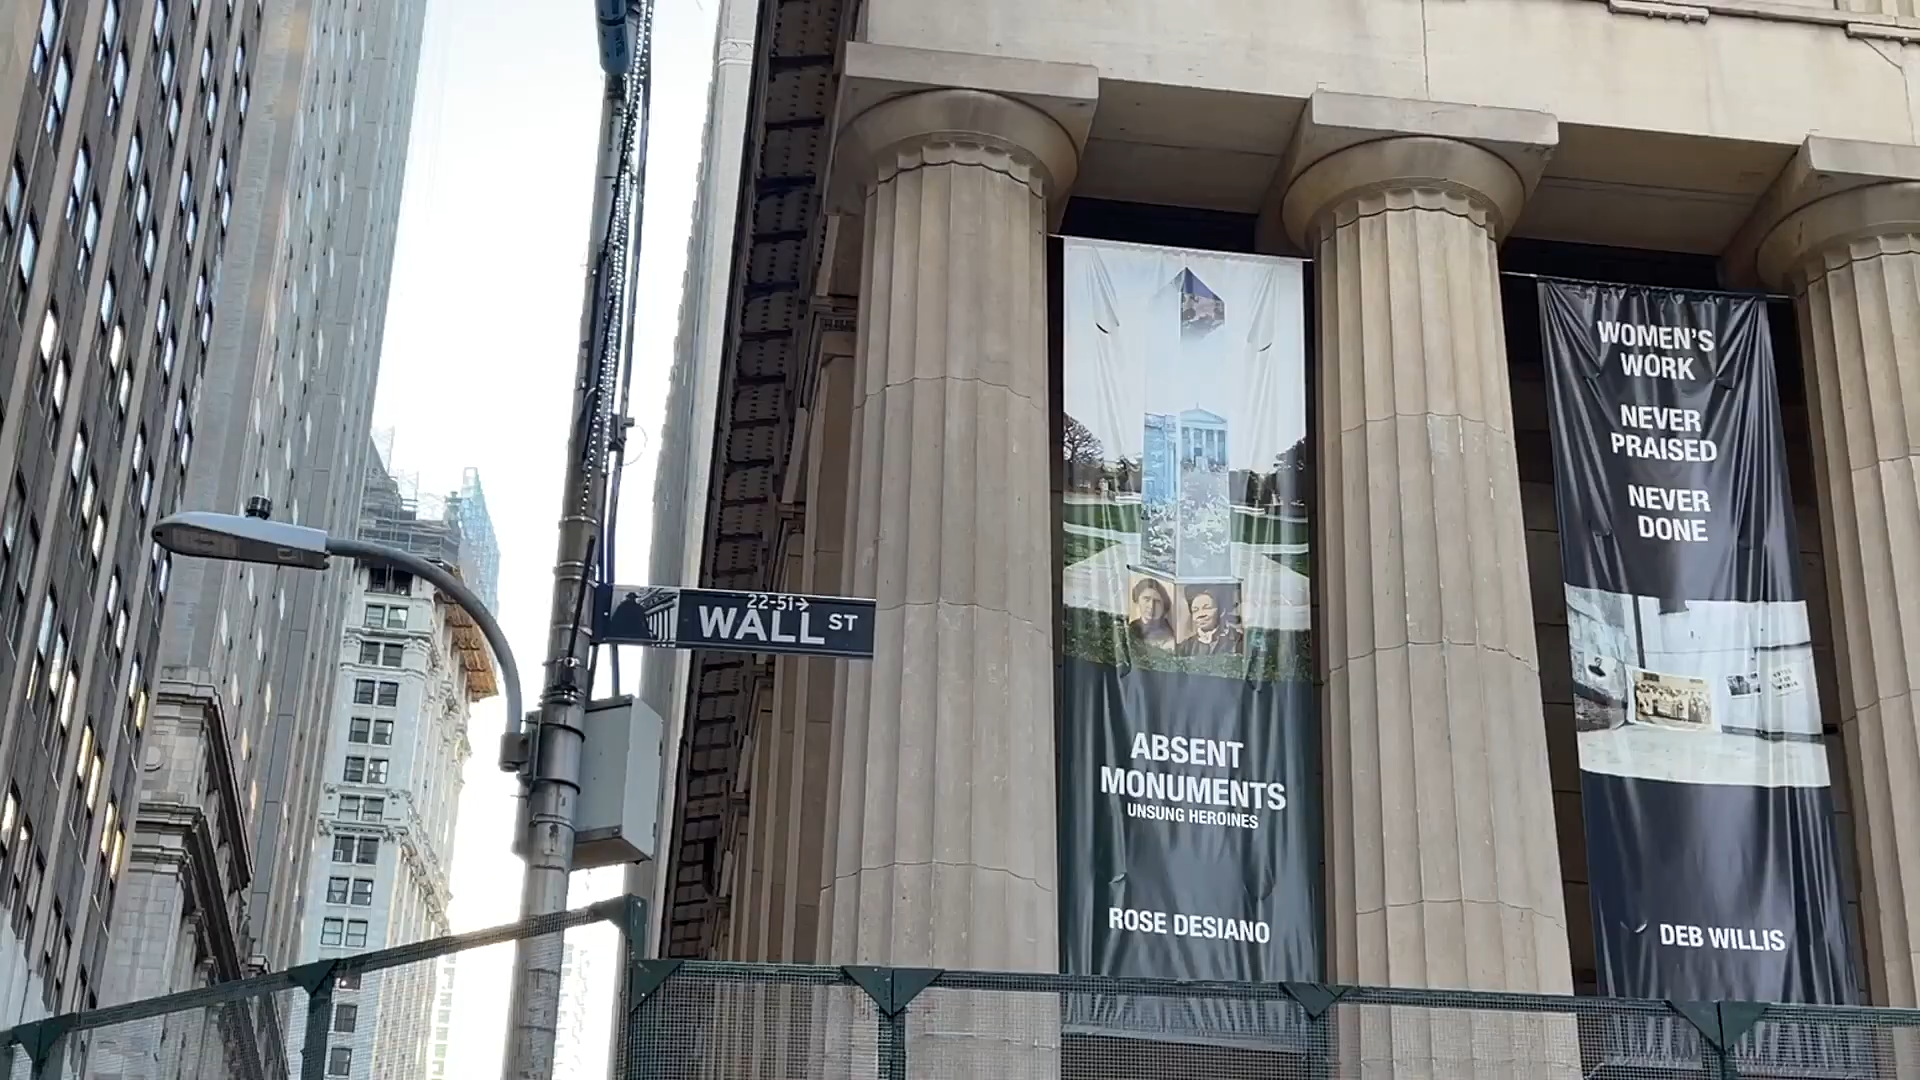 22-51→
WALL ST
ABSENT
MONUMENTS
UNSUNG HEROINES
ROSE DESIANO
WOMEN'S
WORK
NEVER
PRAISED
NEVER
DONE
DEB WILLIS